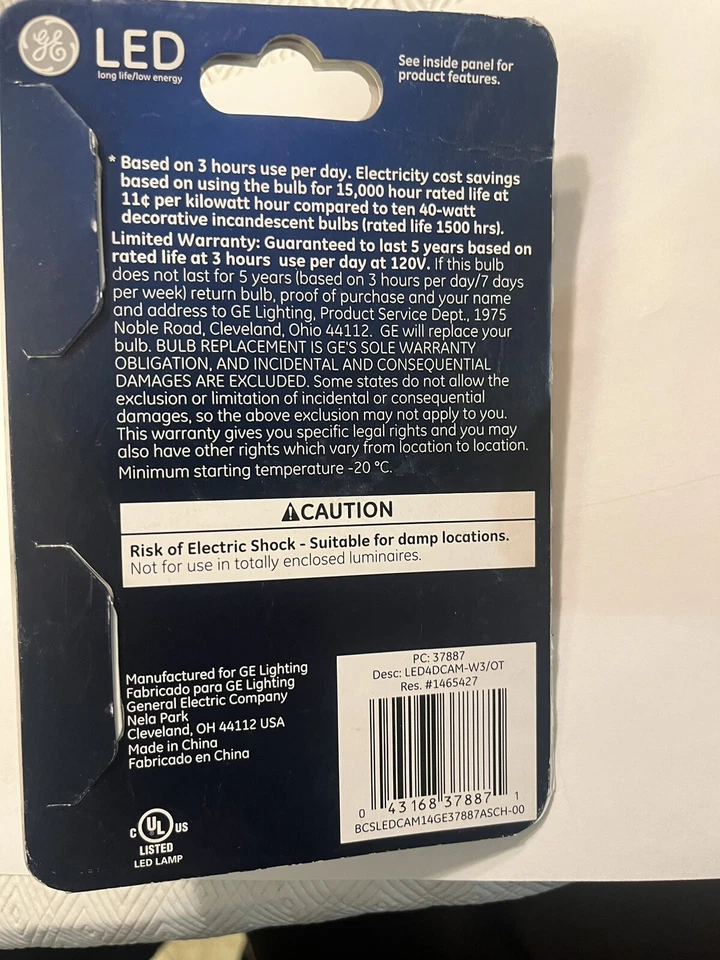 GE LED
long life/low energy
See inside panel for
product features.
* Based on 3 hours use per day. Electricity cost savings
based on using the bulb for 15,000 hour rated life at
11¢ per kilowatt hour compared to ten 40-watt
decorative incandescent bulbs (rated life 1500 hrs).
Limited Warranty: Guaranteed to last 5 years based on
rated life at 3 hours use per day at 120V. If this bulb
does not last for 5 years (based on 3 hours per day/7 days
per week) return bulb, proof of purchase and your name
and address to GE Lighting, Product Service Dept., 1975
Noble Road, Cleveland, Ohio 44112. GE will replace your
bulb. BULB REPLACEMENT IS GE'S SOLE WARRANTY
OBLIGATION, AND INCIDENTAL AND CONSEQUENTIAL
DAMAGES ARE EXCLUDED. Some states do not allow the
exclusion or limitation of incidental or consequential
damages, so the above exclusion may not apply to you.
This warranty gives you specific legal rights and you may
also have other rights which vary from location to location.
Minimum starting temperature -20 °C.
⚠CAUTION
Risk of Electric Shock - Suitable for damp locations.
Not for use in totally enclosed luminaires.
Manufactured for GE Lighting
Fabricado para GE Lighting
General Electric Company
Nela Park
Cleveland, OH 44112 USA
Made in China
Fabricado en China
C UL US
LISTED
LED LAMP
PC: 37887
Desc: LED4DCAM-W3/OT
Res. #1465427
0 43168 37887 1
BCSLEDCAM14GE37887ASCH-00